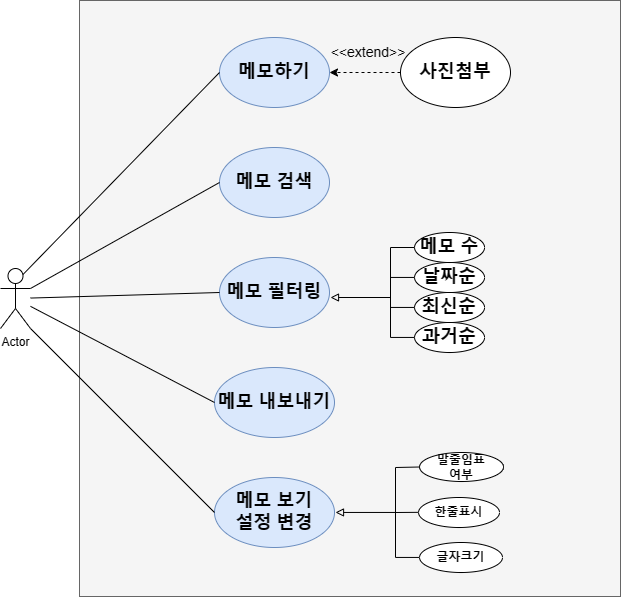 <<extend>>
메모하기
사진첨부
메모 검색
메모 필터링
메모 수
날짜순
최신순
과거순
Actor
메모 내보내기
메모 보기
설정 변경
말줄임표
여부
한줄표시
글자크기